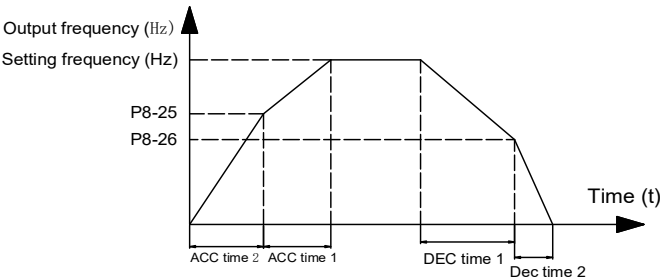 Output frequency (Hz)
Setting frequency (Hz)
P8-25
P8-26
Time (t)
ACC time 2
ACC time 1
DEC time 1
Dec time 2